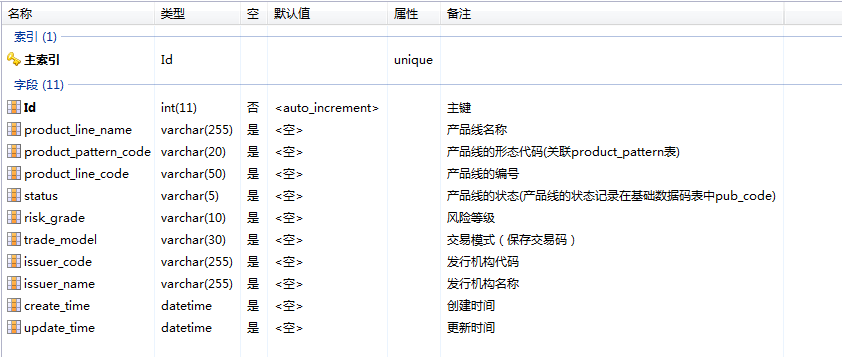 名称 类型 空 默认值 属性 备注
索引 (1)
主索引 Id unique
字段 (11)
Id int(11) 否 <auto_increment> 主键
product_line_name varchar(255) 是 <空> 产品线名称
product_pattern_code varchar(20) 是 <空> 产品线的形态代码(关联product_pattern表)
product_line_code varchar(50) 是 <空> 产品线的编号
status varchar(5) 是 <空> 产品线的状态(产品线的状态记录在基础数据码表中pub_code)
risk_grade varchar(10) 是 <空> 风险等级
trade_model varchar(30) 是 <空> 交易模式（保存交易码）
issuer_code varchar(255) 是 <空> 发行机构代码
issuer_name varchar(255) 是 <空> 发行机构名称
create_time datetime 是 <空> 创建时间
update_time datetime 是 <空> 更新时间